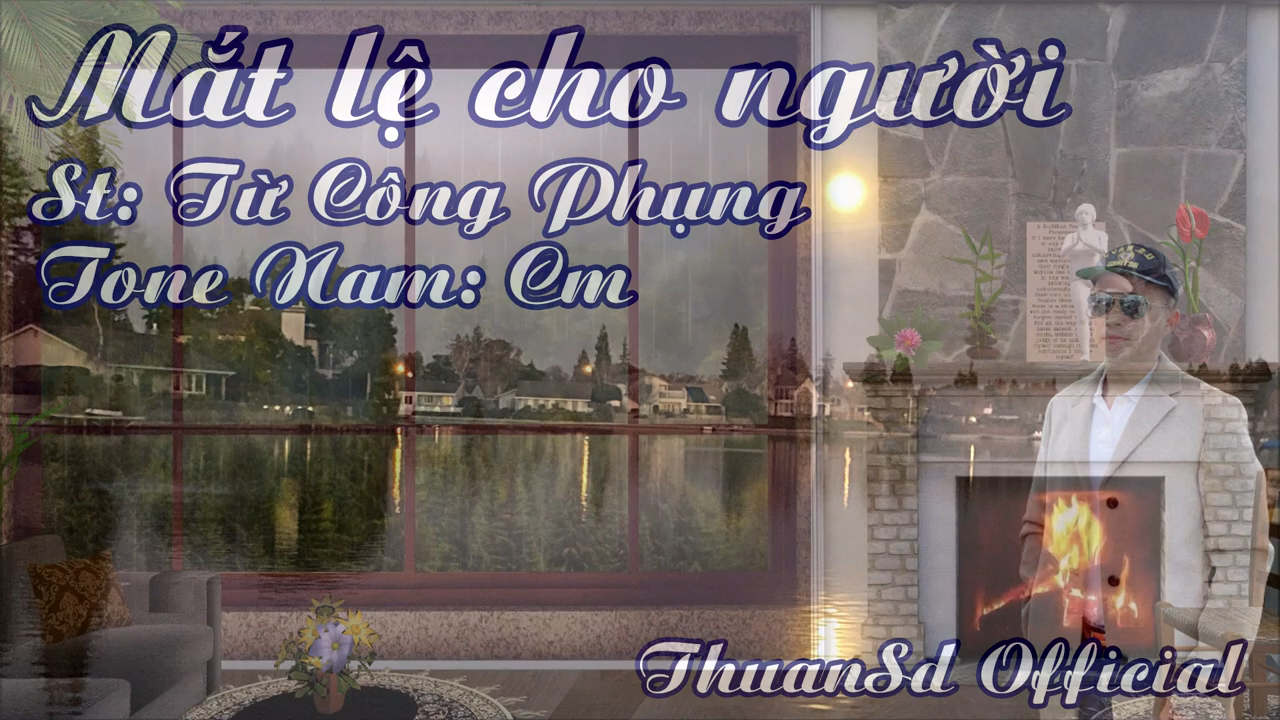 Mắt lệ cho người
St: Từ Công Phụng
Tone Nam: Cm
ThuanSd Official